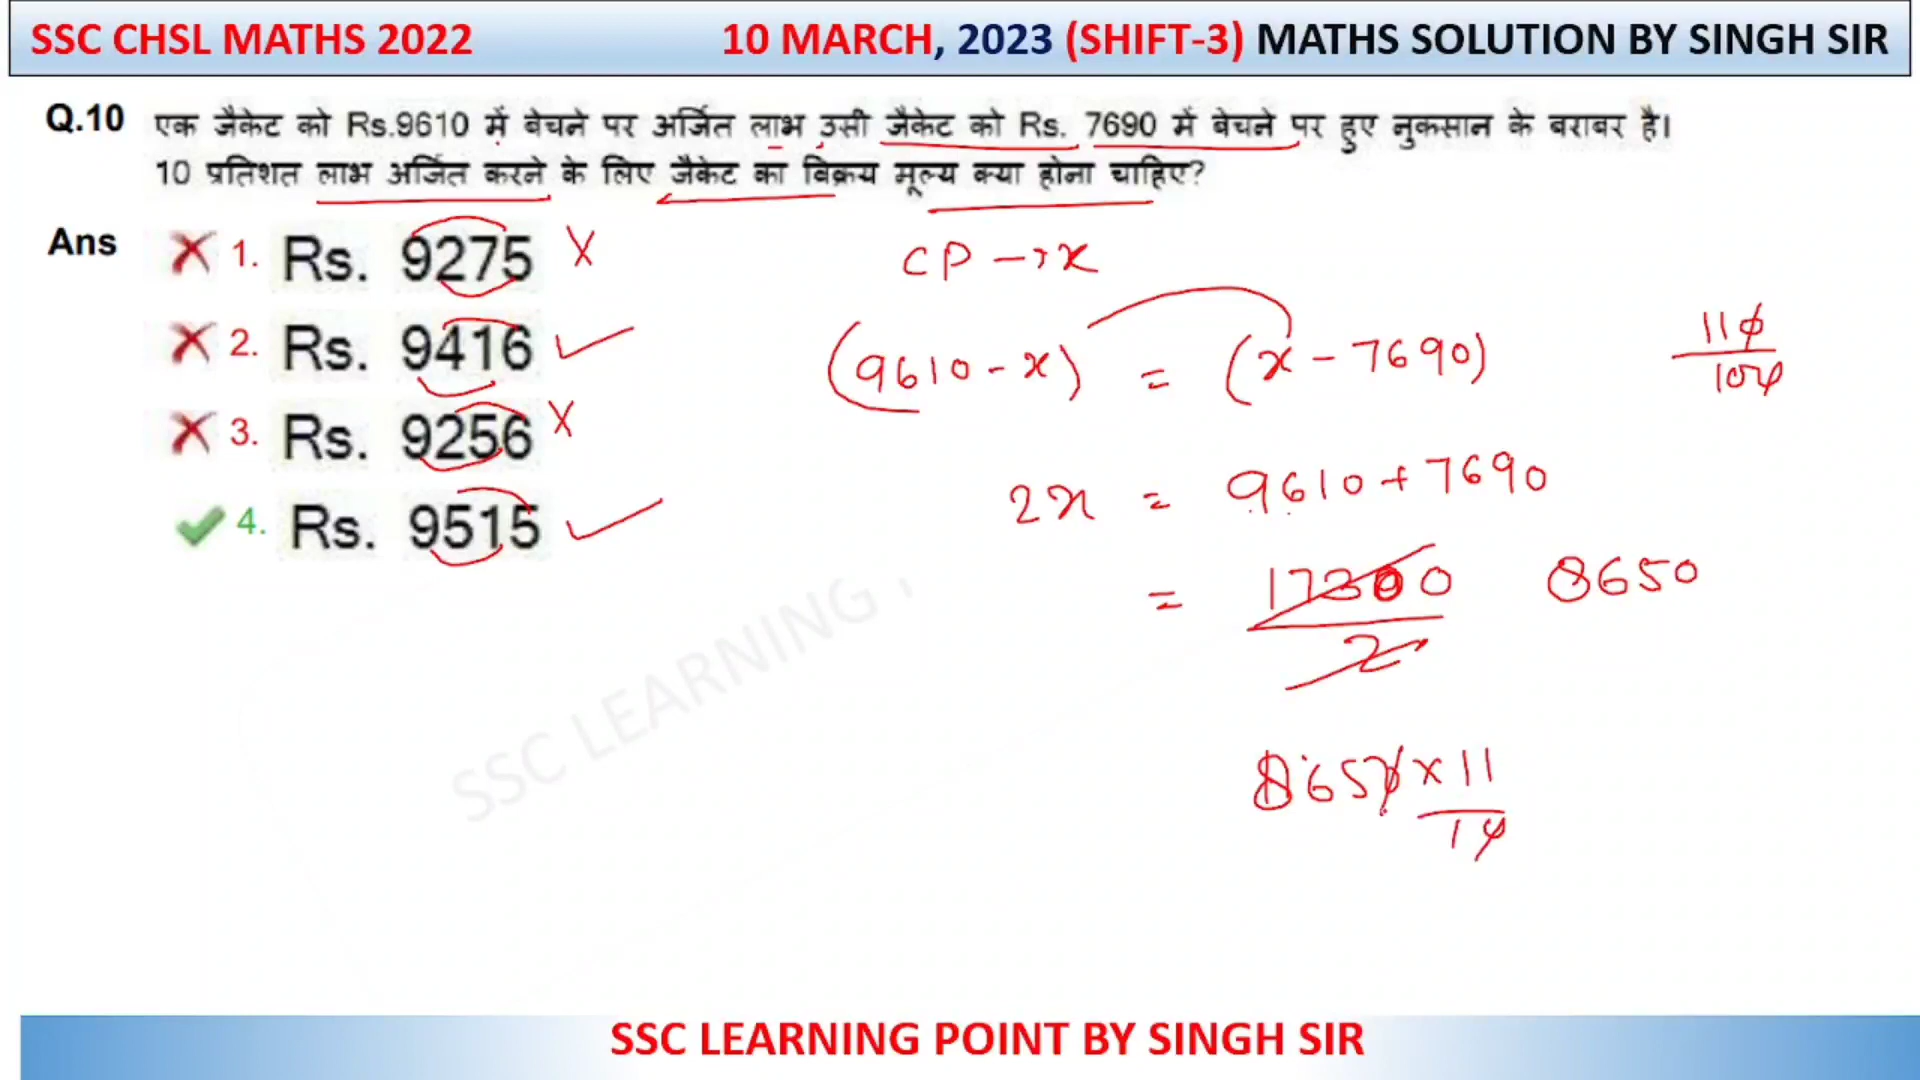 SSC CHSL MATHS 2022 10 MARCH, 2023 (SHIFT-3) MATHS SOLUTION BY SINGH SIR
Q.10 एक जैकेट को Rs.9610 में बेचने पर अर्जित लाभ उसी जैकेट को Rs. 7690 में बेचने पर हुए नुकसान के बराबर है।
10 प्रतिशत लाभ अर्जित करने के लिए जैकेट का विक्रय मूल्य क्या होना चाहिए?
Ans 1. Rs. 9275
2. Rs. 9416
3. Rs. 9256
4. Rs. 9515
CP → x
(9610 - x) = (x - 7690)
110
100
2x = 9610 + 7690
= 17300 8650
2
8650 x 11
10
SSC LEARNING
SSC LEARNING POINT BY SINGH SIR